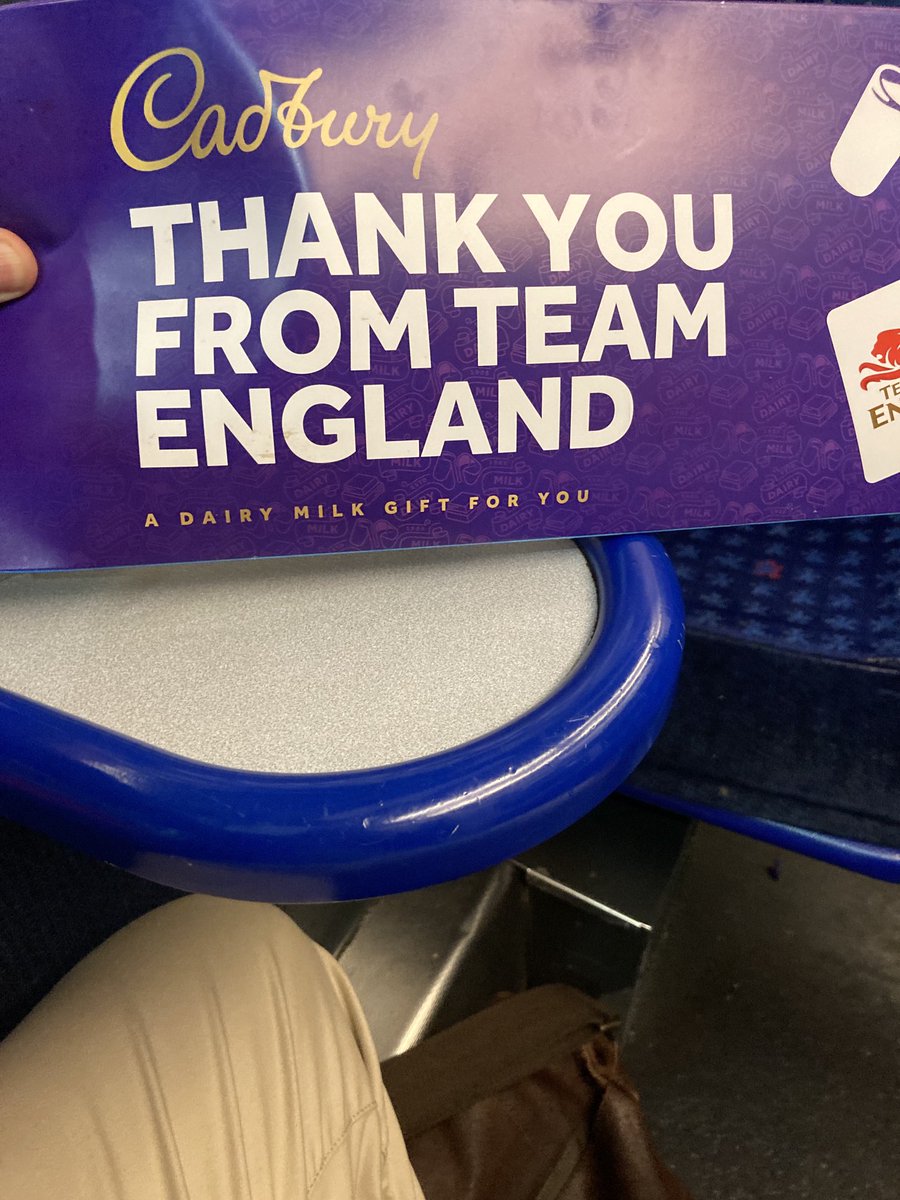 Cadbury
THANK YOU
FROM TEAM
ENGLAND
A DAIRY MILK GIFT FOR YOU